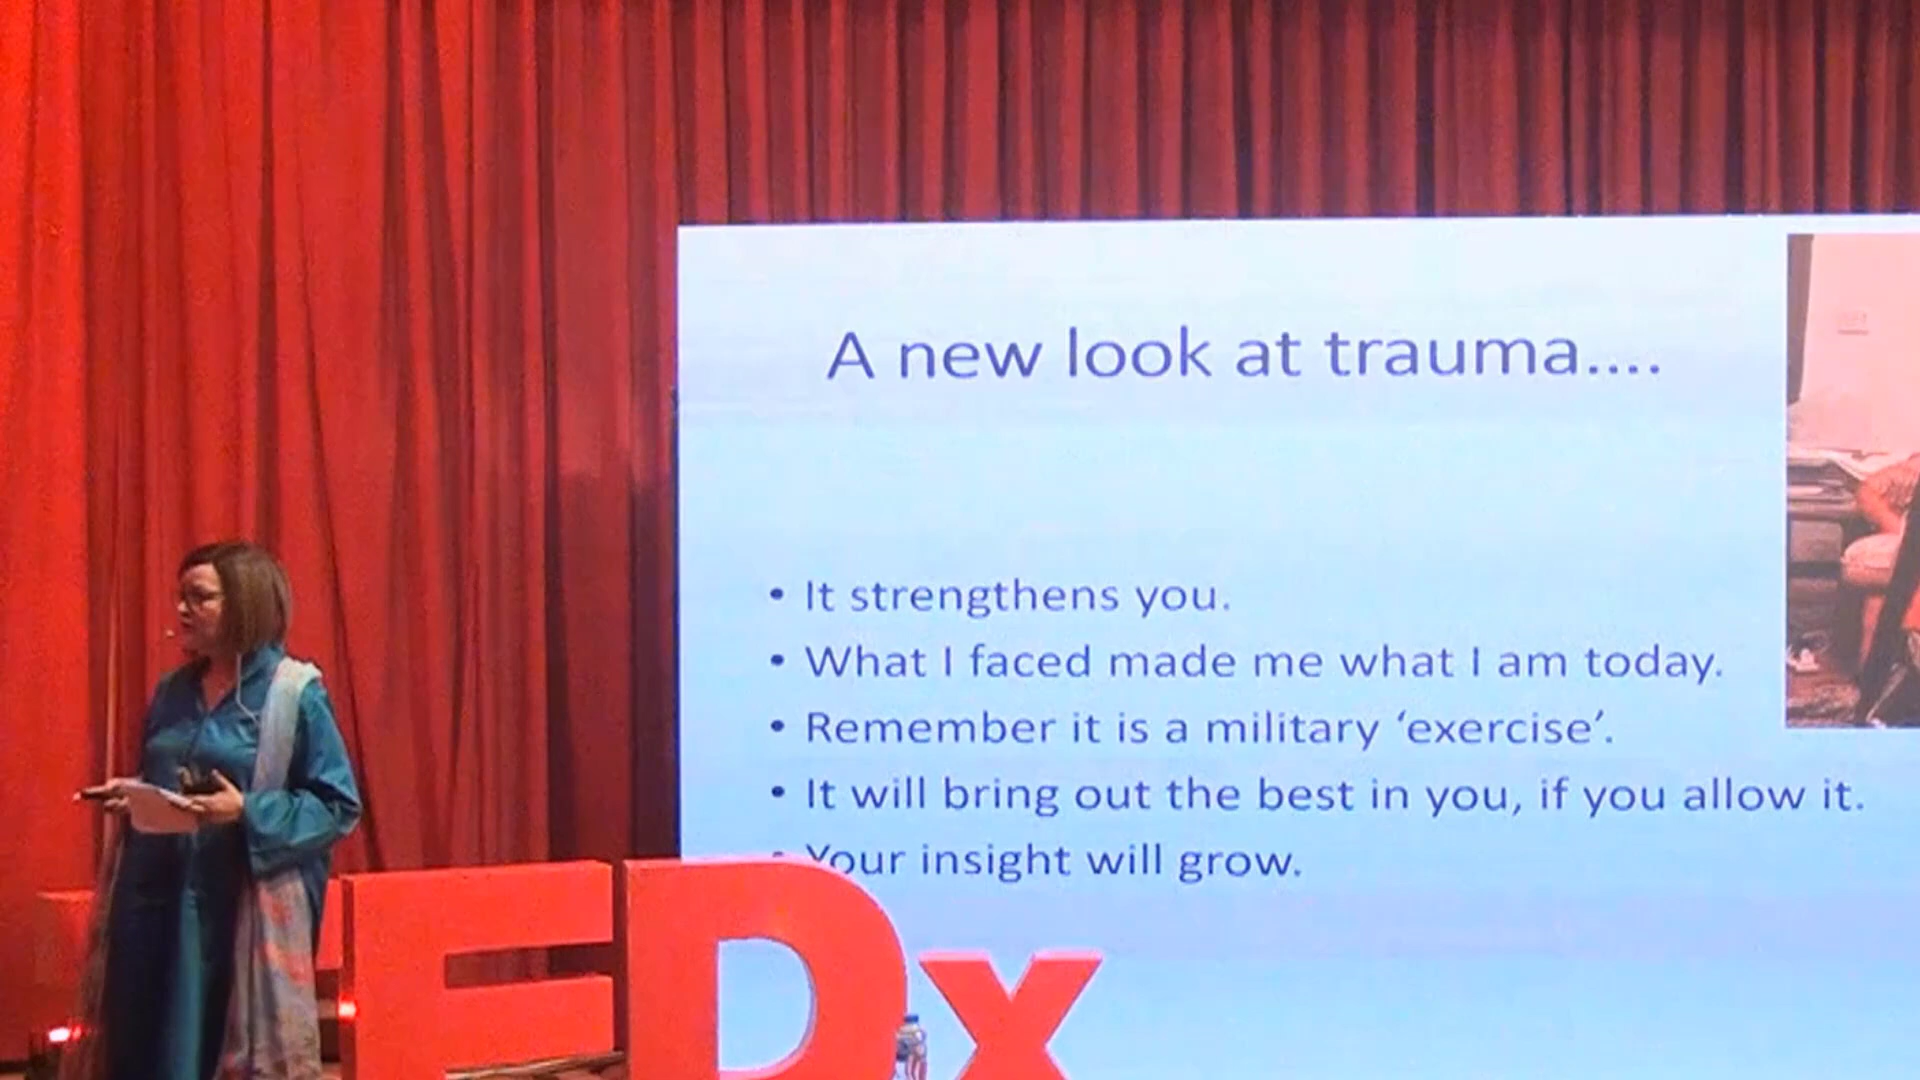 A new look at trauma....
• It strengthens you.
• What I faced made me what I am today.
• Remember it is a military ‘exercise’.
• It will bring out the best in you, if you allow it.
• Your insight will grow.
EDx